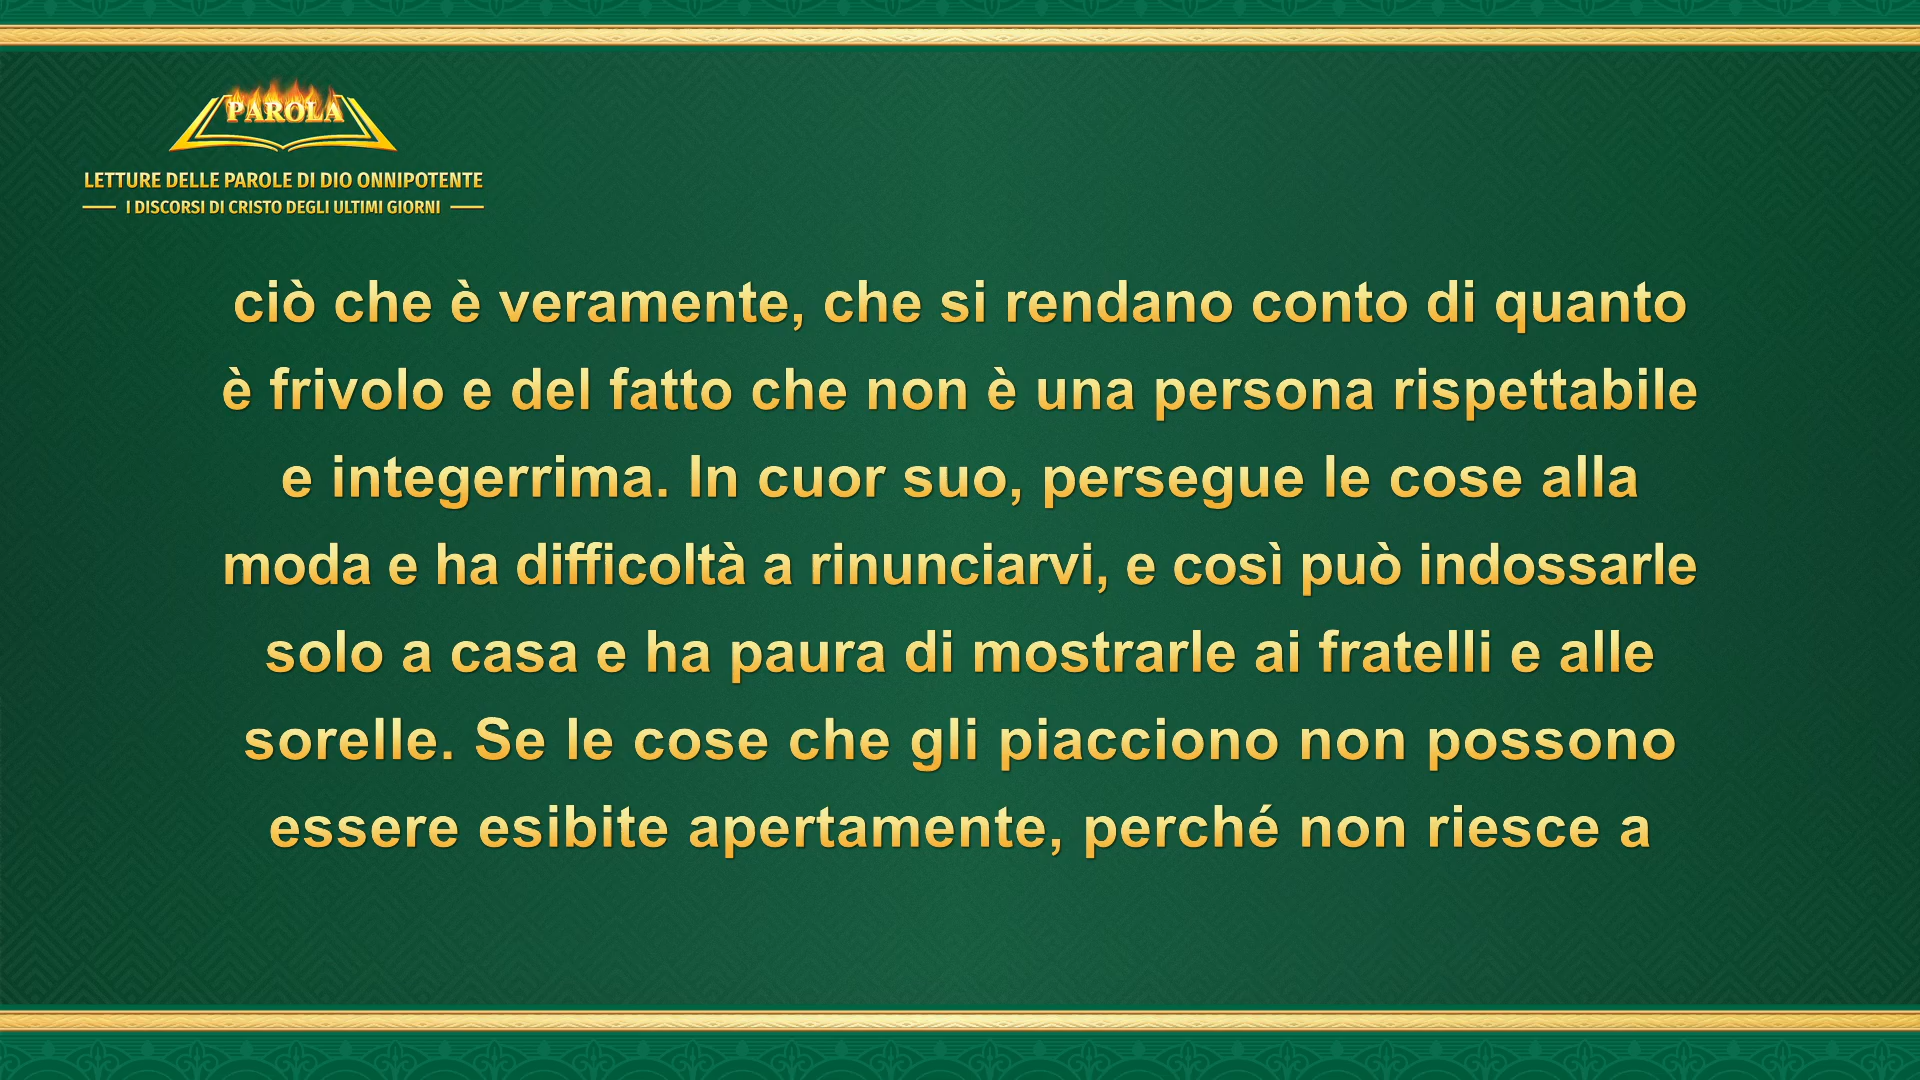 PAROLA
LETTURE DELLE PAROLE DI DIO ONNIPOTENTE
I DISCORSI DI CRISTO DEGLI ULTIMI GIORNI
ciò che è veramente, che si rendano conto di quanto
è frivolo e del fatto che non è una persona rispettabile
e integerrima. In cuor suo, persegue le cose alla
moda e ha difficoltà a rinunciarvi, e così può indossarle
solo a casa e ha paura di mostrarle ai fratelli e alle
sorelle. Se le cose che gli piacciono non possono
essere esibite apertamente, perché non riesce a